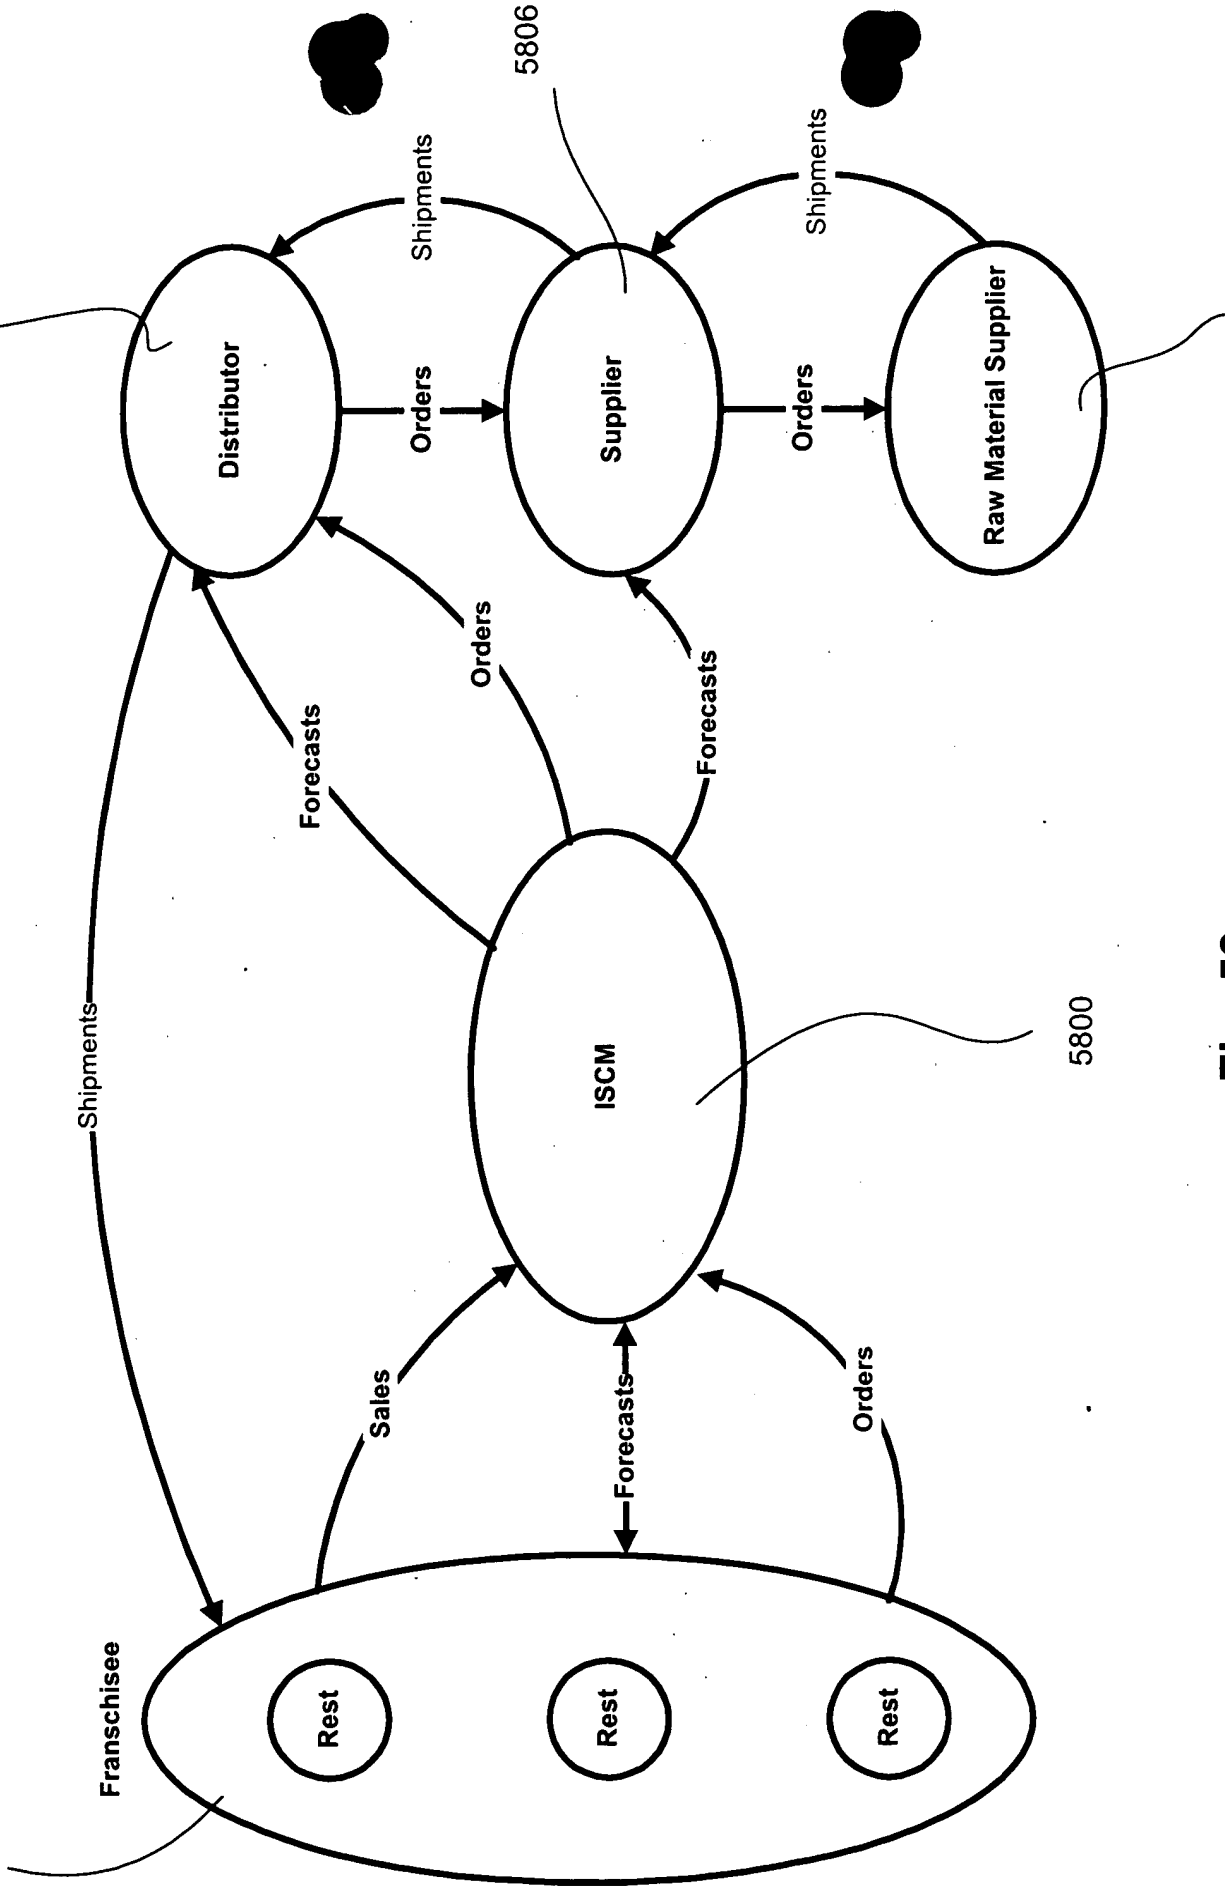 Franschisee
Rest
Rest
Rest
Shipments
Sales
Forecasts
Orders
ISCM
5800
Forecasts
Orders
Forecasts
Distributor
Orders
Shipments
Supplier
5806
Orders
Shipments
Raw Material Supplier